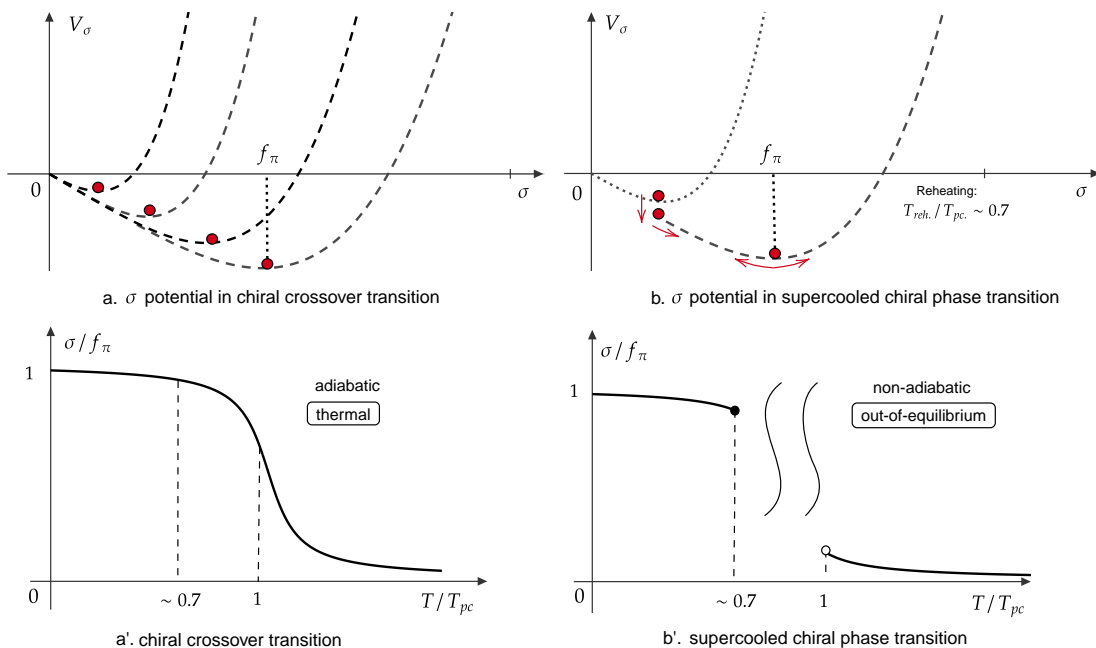 V_σ
f_π
0
σ
a. σ potential in chiral crossover transition
V_σ
f_π
0
σ
Reheating:
T_reh./T_pc. ~ 0.7
b. σ potential in supercooled chiral phase transition
σ/f_π
1
adiabatic
thermal
0
~ 0.7
1
T/T_pc
a'. chiral crossover transition
σ/f_π
1
non-adiabatic
out-of-equilibrium
0
~ 0.7
1
T/T_pc
b'. supercooled chiral phase transition